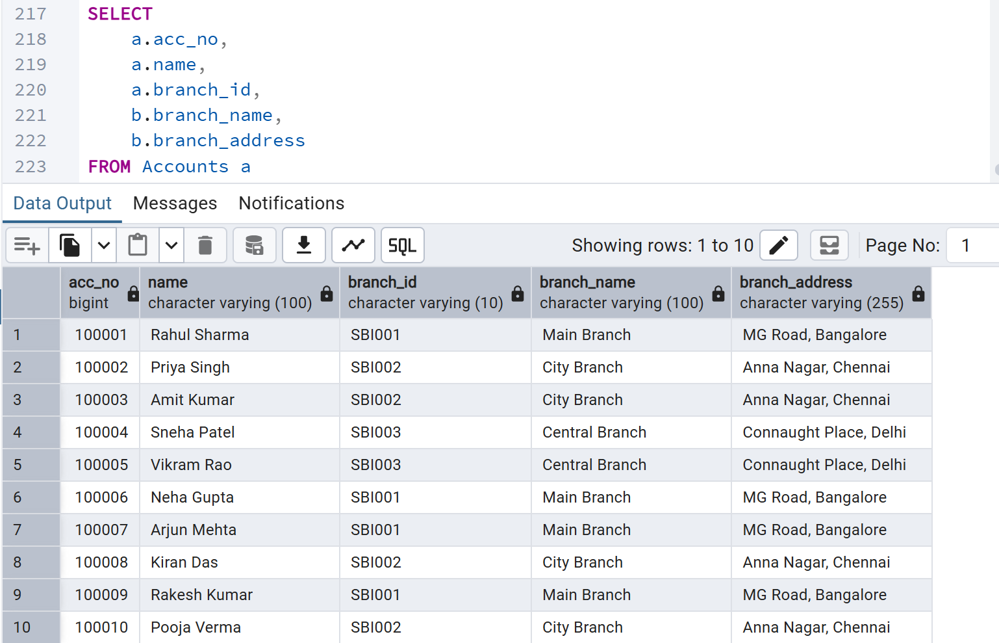 217 SELECT
218 a.acc_no,
219 a.name,
220 a.branch_id,
221 b.branch_name,
222 b.branch_address
223 FROM Accounts a
Data Output Messages Notifications
SQL Showing rows: 1 to 10 Page No: 1
acc_no name branch_id branch_name branch_address
bigint character varying (100) character varying (10) character varying (100) character varying (255)
1 100001 Rahul Sharma SBI001 Main Branch MG Road, Bangalore
2 100002 Priya Singh SBI002 City Branch Anna Nagar, Chennai
3 100003 Amit Kumar SBI002 City Branch Anna Nagar, Chennai
4 100004 Sneha Patel SBI003 Central Branch Connaught Place, Delhi
5 100005 Vikram Rao SBI003 Central Branch Connaught Place, Delhi
6 100006 Neha Gupta SBI001 Main Branch MG Road, Bangalore
7 100007 Arjun Mehta SBI001 Main Branch MG Road, Bangalore
8 100008 Kiran Das SBI002 City Branch Anna Nagar, Chennai
9 100009 Rakesh Kumar SBI001 Main Branch MG Road, Bangalore
10 100010 Pooja Verma SBI002 City Branch Anna Nagar, Chennai